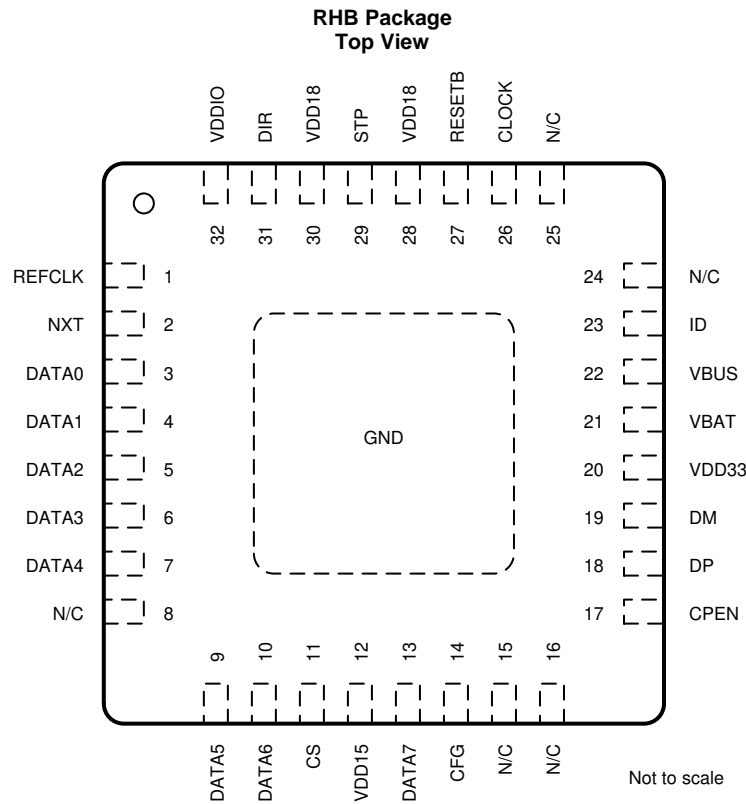 RHB Package
Top View
VDDIO
DIR
VDD18
STP
VDD18
RESETB
CLOCK
N/C
32
31
30
29
28
27
26
25
REFCLK 1
NXT 2
DATA0 3
DATA1 4
DATA2 5
DATA3 6
DATA4 7
N/C 8
GND
24 N/C
23 ID
22 VBUS
21 VBAT
20 VDD33
19 DM
18 DP
17 CPEN
9
10
11
12
13
14
15
16
DATA5
DATA6
CS
VDD15
DATA7
CFG
N/C
N/C
Not to scale